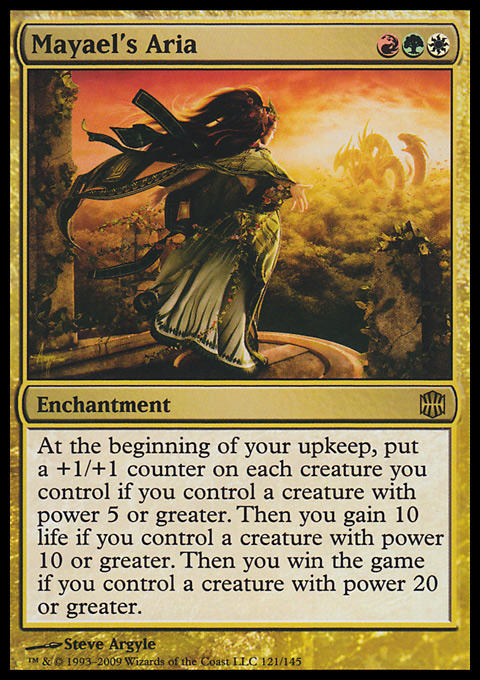 Mayael's Aria
Enchantment
At the beginning of your upkeep, put
a +1/+1 counter on each creature you
control if you control a creature with
power 5 or greater. Then you gain 10
life if you control a creature with power
10 or greater. Then you win the game
if you control a creature with power 20
or greater.
Steve Argyle
™ & © 1993–2009 Wizards of the Coast LLC 121/145